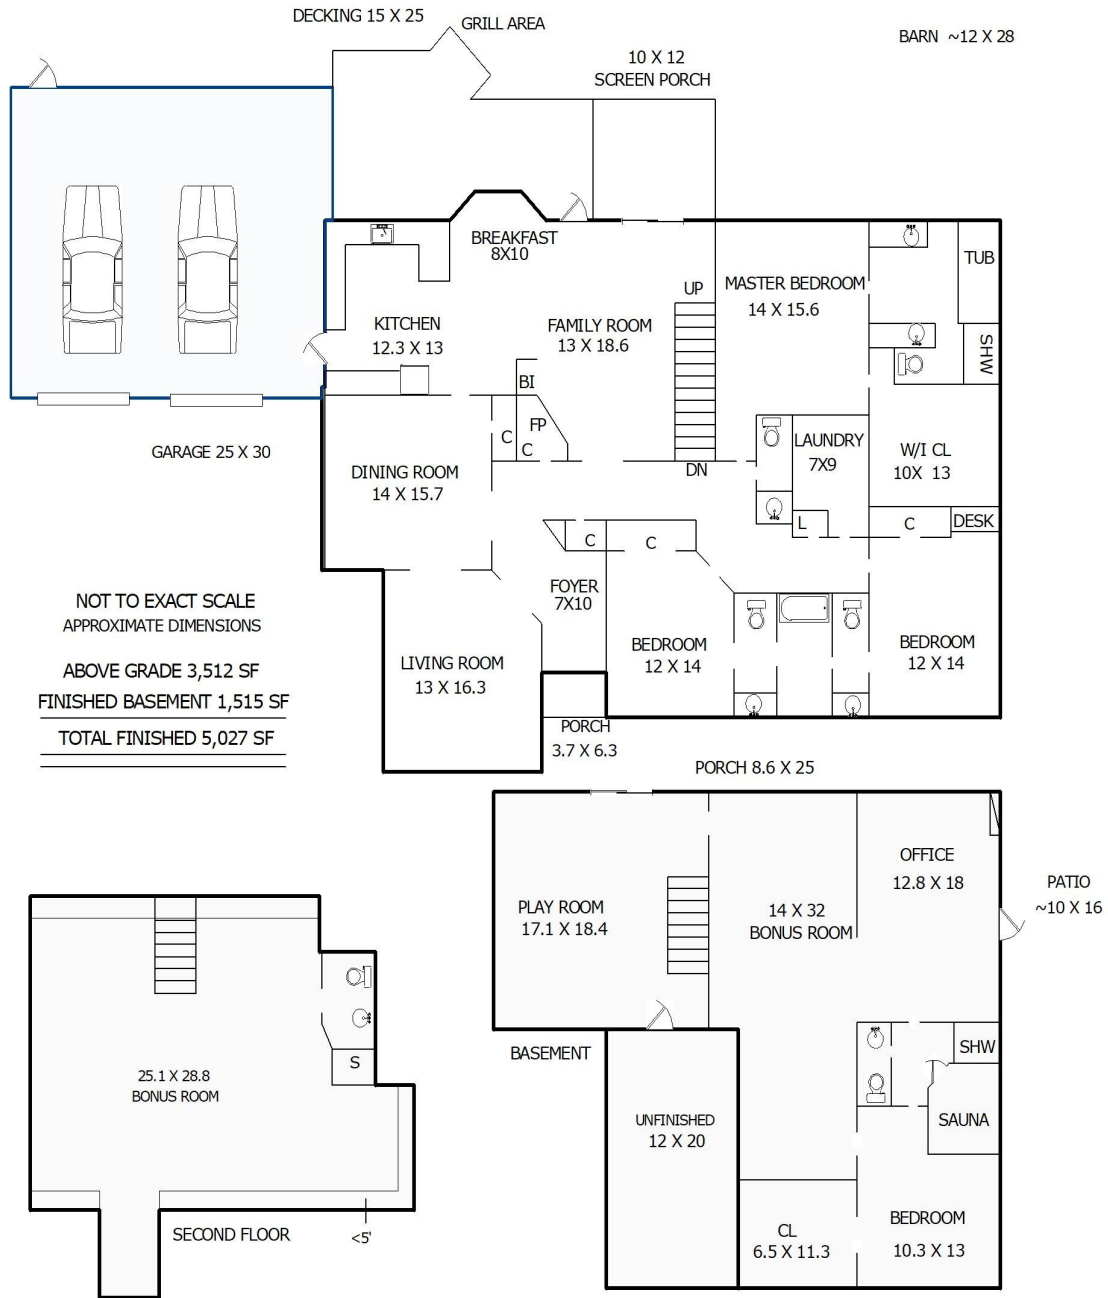 DECKING 15 X 25
GRILL AREA
BARN ~12 X 28
10 X 12
SCREEN PORCH
BREAKFAST
8X10
TUB
MASTER BEDROOM
14 X 15.6
UP
KITCHEN
12.3 X 13
FAMILY ROOM
13 X 18.6
SHW
BI
FP
C
C
LAUNDRY
7X9
W/I CL
10X 13
GARAGE 25 X 30
DINING ROOM
14 X 15.7
DN
L
C
DESK
C
C
FOYER
7X10
NOT TO EXACT SCALE
APPROXIMATE DIMENSIONS
BEDROOM
12 X 14
BEDROOM
12 X 14
LIVING ROOM
13 X 16.3
ABOVE GRADE 3,512 SF
FINISHED BASEMENT 1,515 SF
TOTAL FINISHED 5,027 SF
PORCH
3.7 X 6.3
PORCH 8.6 X 25
OFFICE
12.8 X 18
PATIO
~10 X 16
PLAY ROOM
17.1 X 18.4
14 X 32
BONUS ROOM
BASEMENT
SHW
S
25.1 X 28.8
BONUS ROOM
UNFINISHED
12 X 20
SAUNA
SECOND FLOOR
<5'
CL
6.5 X 11.3
BEDROOM
10.3 X 13